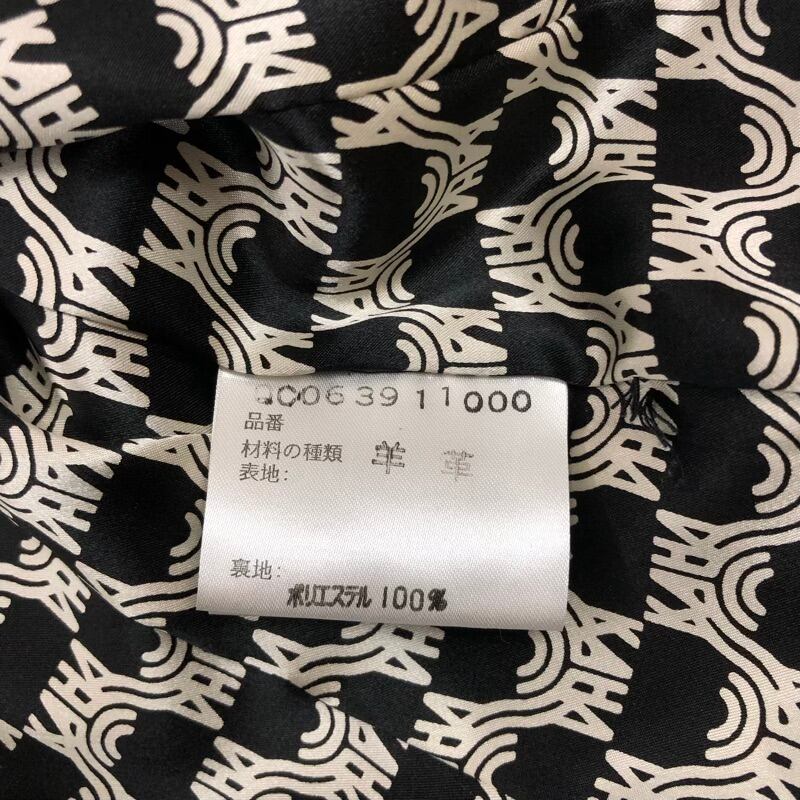 30063911000
品番
材料の種類 羊 革
表地:
裏地:
ポリエステル 100%